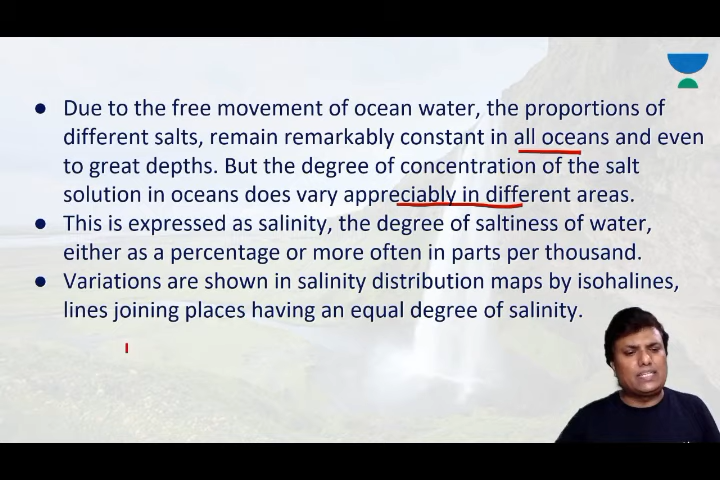 ● Due to the free movement of ocean water, the proportions of
different salts, remain remarkably constant in all oceans and even
to great depths. But the degree of concentration of the salt
solution in oceans does vary appreciably in different areas.
● This is expressed as salinity, the degree of saltiness of water,
either as a percentage or more often in parts per thousand.
● Variations are shown in salinity distribution maps by isohalines,
lines joining places having an equal degree of salinity.